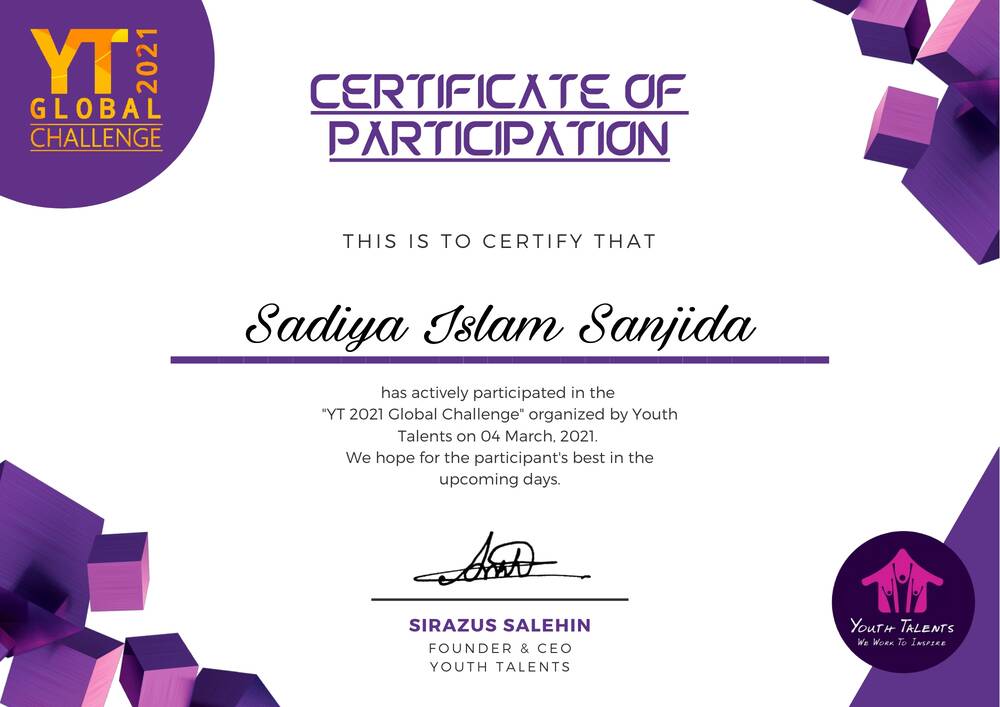 YT 2021
GLOBAL
CHALLENGE
CERTIFICATE OF
PARTICIPATION
THIS IS TO CERTIFY THAT
Sadiya Islam Sanjida
has actively participated in the
"YT 2021 Global Challenge" organized by Youth
Talents on 04 March, 2021.
We hope for the participant's best in the
upcoming days.
SIRAZUS SALEHIN
FOUNDER & CEO
YOUTH TALENTS
YOUTH TALENTS
WE WORK TO INSPIRE